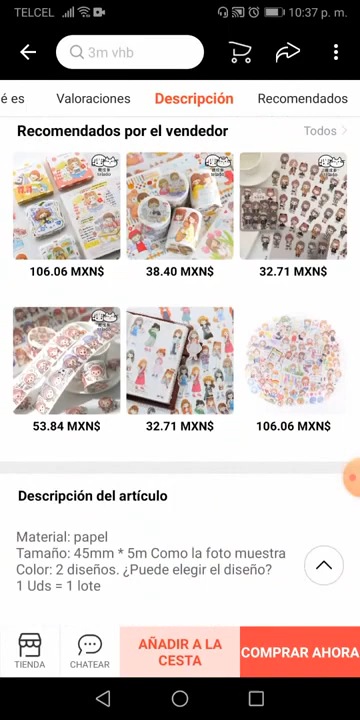 TELCEL 10:37 p. m.
3m vhb
é es Valoraciones Descripción Recomendados
Recomendados por el vendedor Todos
106.06 MXN$ 38.40 MXN$ 32.71 MXN$
53.84 MXN$ 32.71 MXN$ 106.06 MXN$
Descripción del artículo
Material: papel
Tamaño: 45mm * 5m Como la foto muestra
Color: 2 diseños. ¿Puede elegir el diseño?
1 Uds = 1 lote
TIENDA CHATEAR AÑADIR A LA
CESTA COMPRAR AHORA